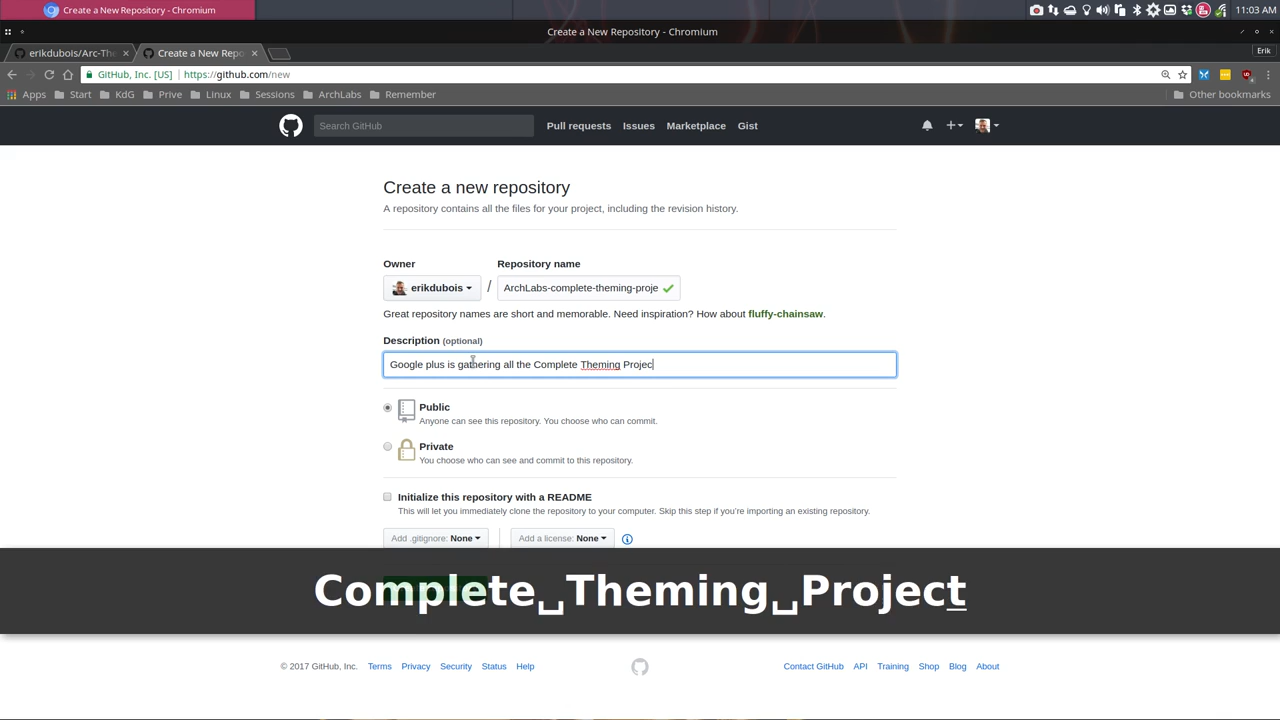 Create a New Repository - Chromium
11:03 AM
Create a New Repository - Chromium
erikdubois/Arc-The
Create a New Repo
Erik
GitHub, Inc. [US]
https://github.com/new
Apps
Start
KdG
Prive
Linux
Sessions
ArchLabs
Remember
Other bookmarks
Search GitHub
Pull requests
Issues
Marketplace
Gist
Create a new repository
A repository contains all the files for your project, including the revision history.
Owner
Repository name
erikdubois
/
ArchLabs-complete-theming-proje
Great repository names are short and memorable. Need inspiration? How about fluffy-chainsaw.
Description (optional)
Google plus is gathering all the Complete Theming Projec
Public
Anyone can see this repository. You choose who can commit.
Private
You choose who can see and commit to this repository.
Initialize this repository with a README
This will let you immediately clone the repository to your computer. Skip this step if you're importing an existing repository.
Add .gitignore: None
Add a license: None
Complete␣Theming␣Project
© 2017 GitHub, Inc.
Terms
Privacy
Security
Status
Help
Contact GitHub
API
Training
Shop
Blog
About